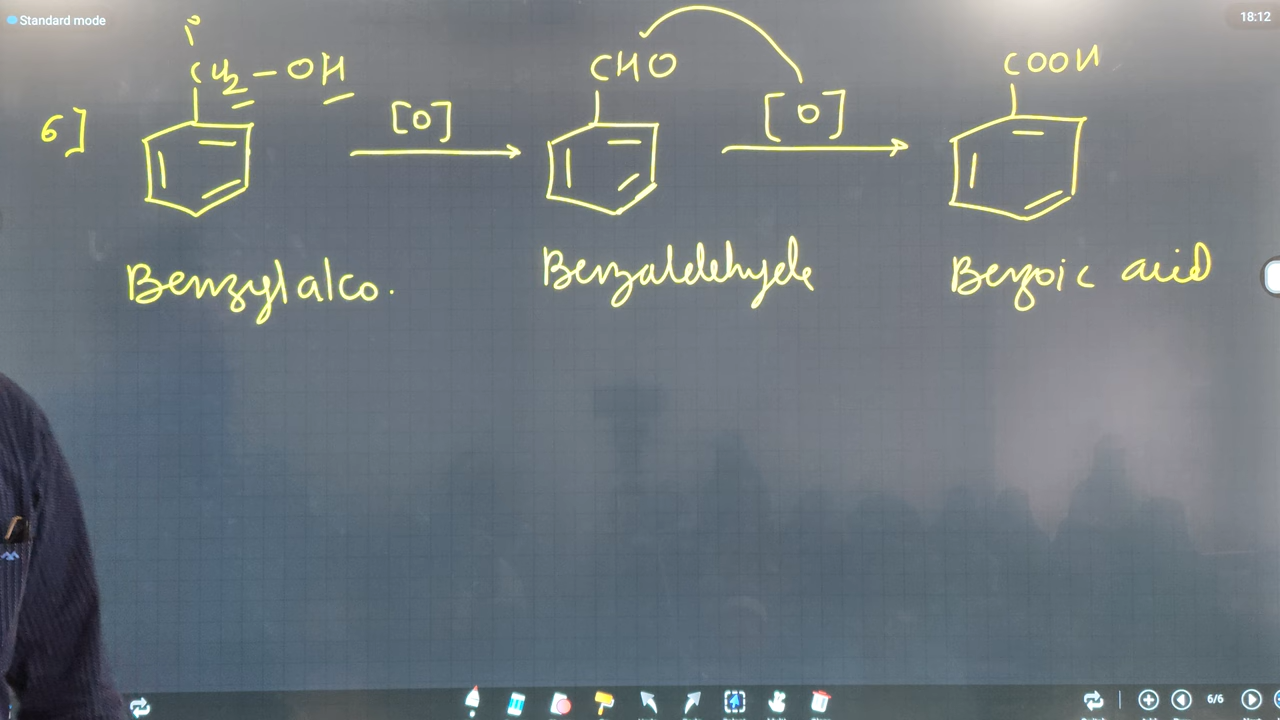 Standard mode
18:12
1°
CH2 - OH
CHO
COOH
6]
[O]
[O]
Benzylalco.
Benzaldehyde
Benzoic acid
6/6